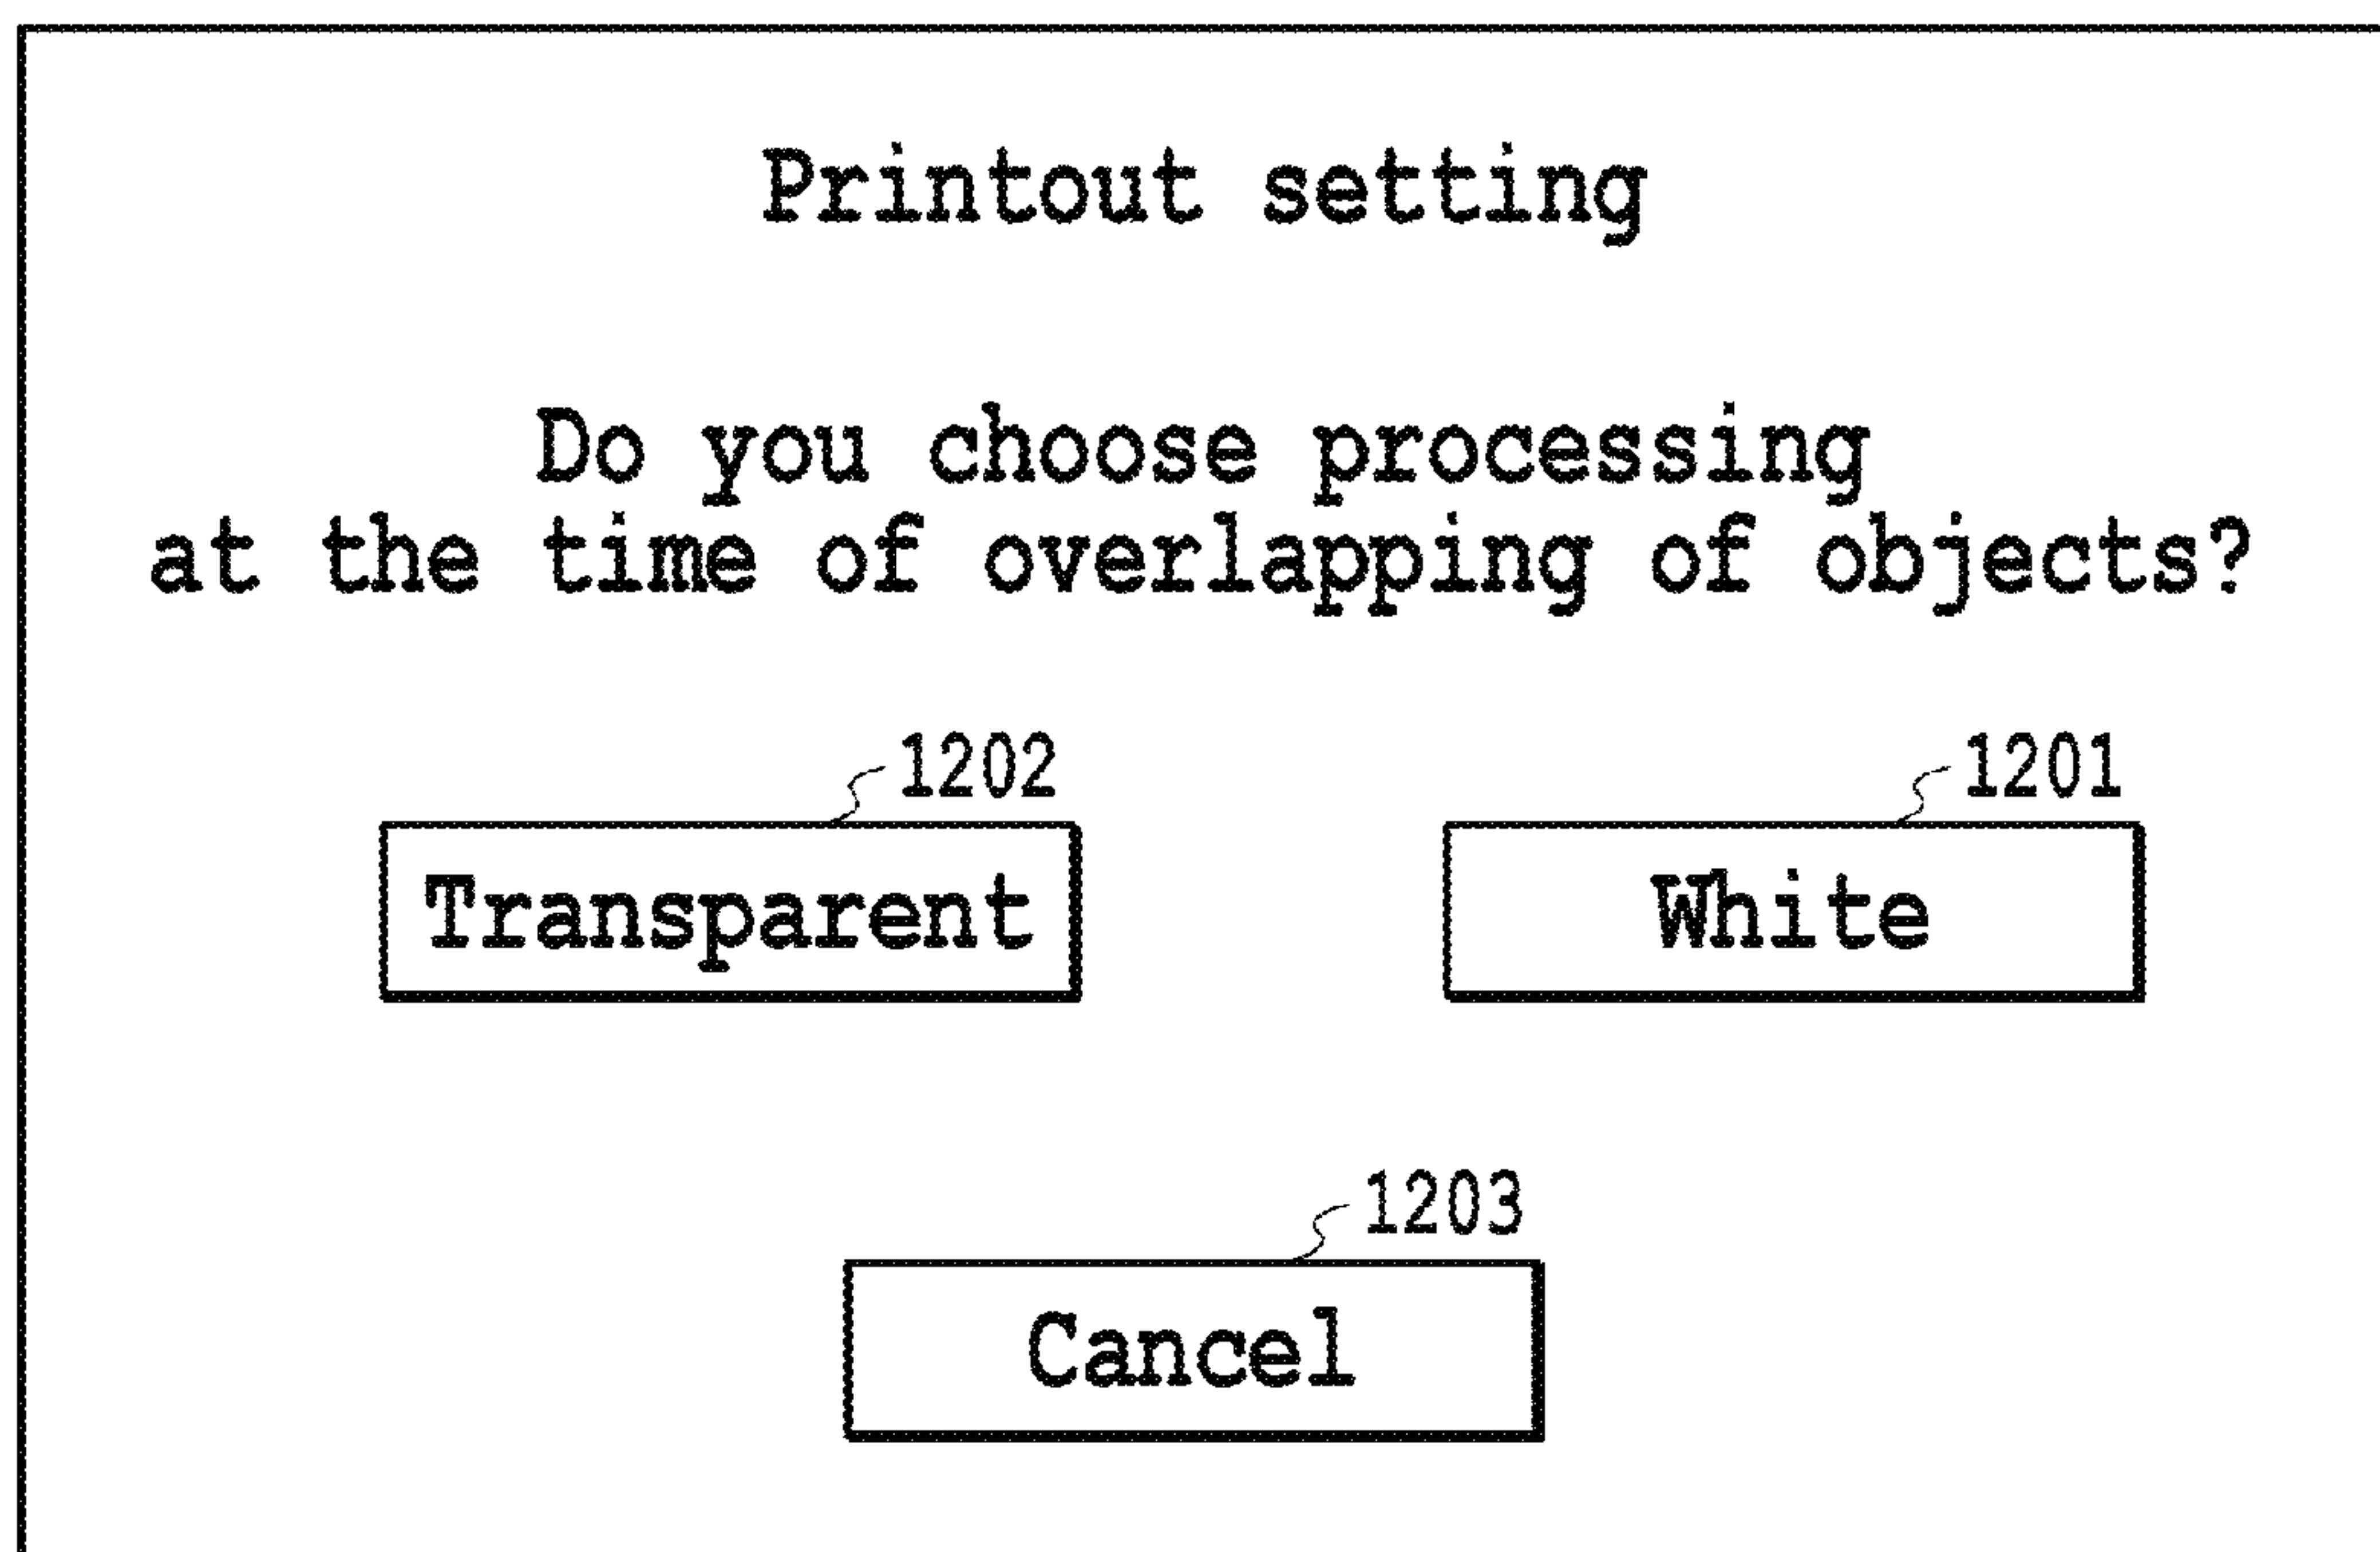 Printout setting
Do you choose processing
at the time of overlapping of objects?
1202
1201
Transparent
White
1203
Cancel